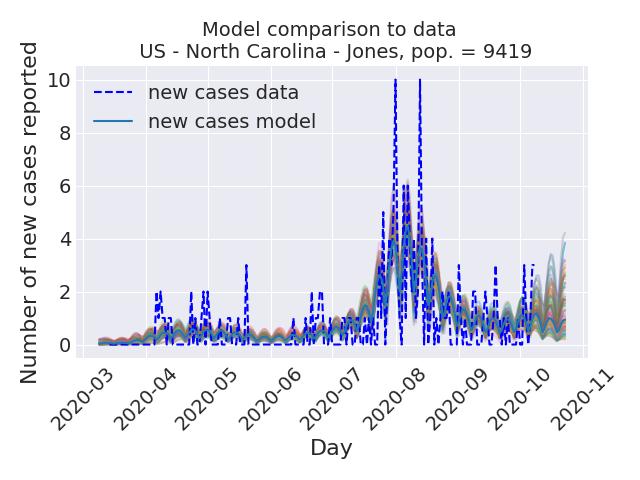 Model comparison to data
US - North Carolina - Jones, pop. = 9419
Number of new cases reported
10
8
6
4
2
0
new cases data
new cases model
2020-03
2020-04
2020-05
2020-06
2020-07
2020-08
2020-09
2020-10
2020-11
Day